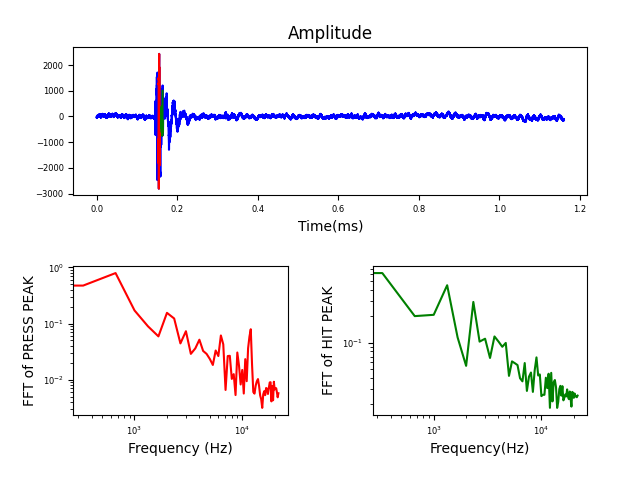 Amplitude
2000
1000
0
−1000
−2000
−3000
0.0 0.2 0.4 0.6 0.8 1.0 1.2
Time(ms)
FFT of PRESS PEAK
10⁰
10⁻¹
10⁻²
10³ 10⁴
Frequency (Hz)
FFT of HIT PEAK
10⁻¹
10³ 10⁴
Frequency(Hz)